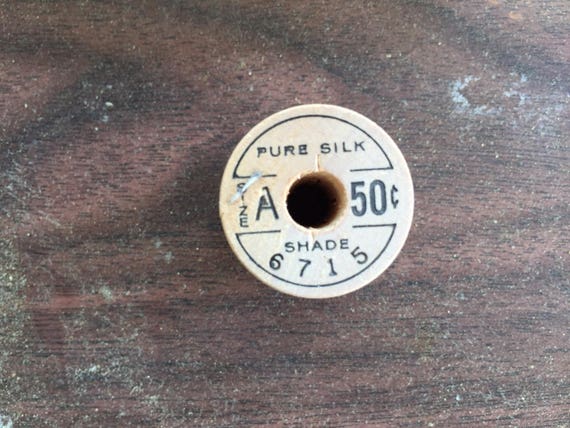 PURE SILK
SIZE A 50¢
SHADE
6715